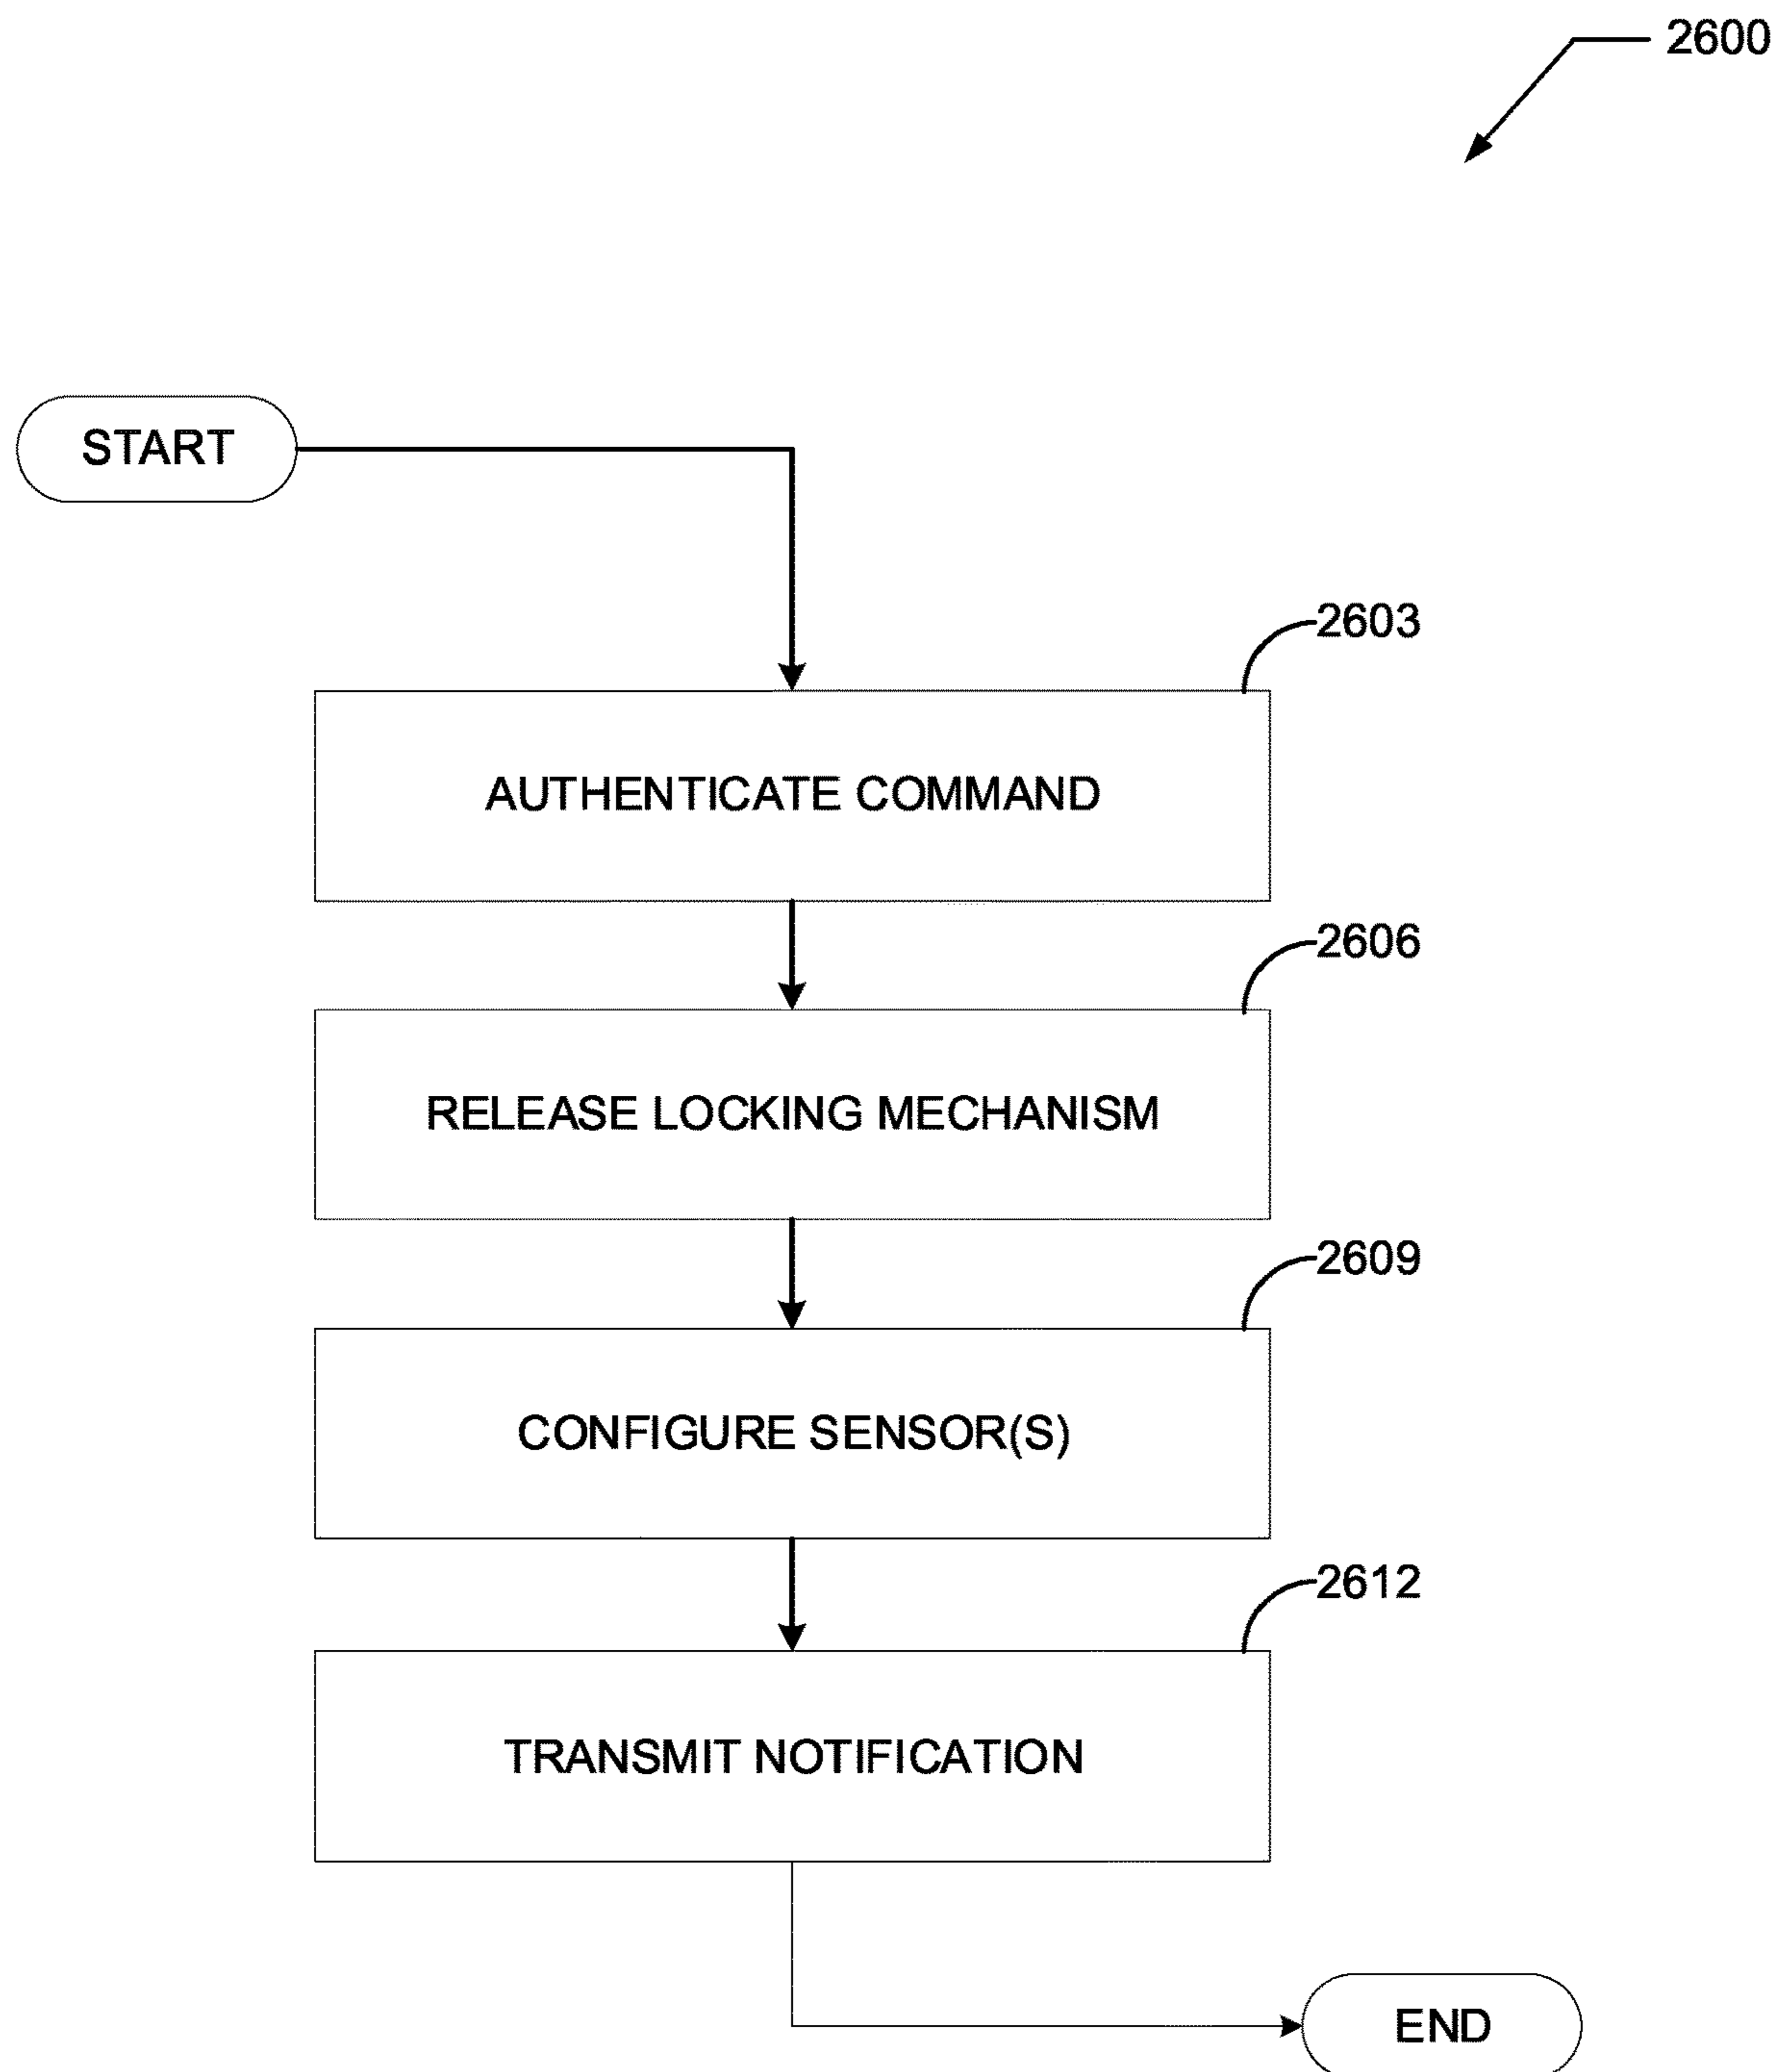 2600
START
2603
AUTHENTICATE COMMAND
2606
RELEASE LOCKING MECHANISM
2609
CONFIGURE SENSOR(S)
2612
TRANSMIT NOTIFICATION
END